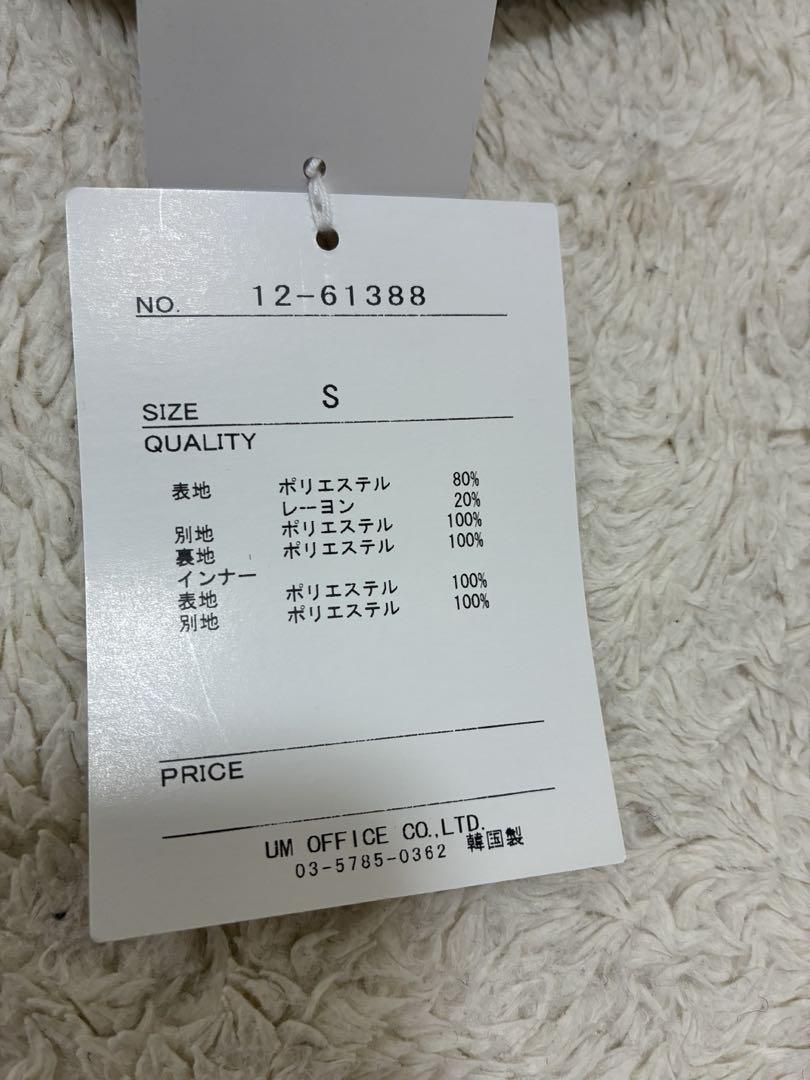 NO. 12-61388
SIZE S
QUALITY
表地 ポリエステル 80%
レーヨン 20%
別地 ポリエステル 100%
裏地 ポリエステル 100%
インナー
表地 ポリエステル 100%
別地 ポリエステル 100%
PRICE
UM OFFICE CO.,LTD.
03-5785-0362 韓国製